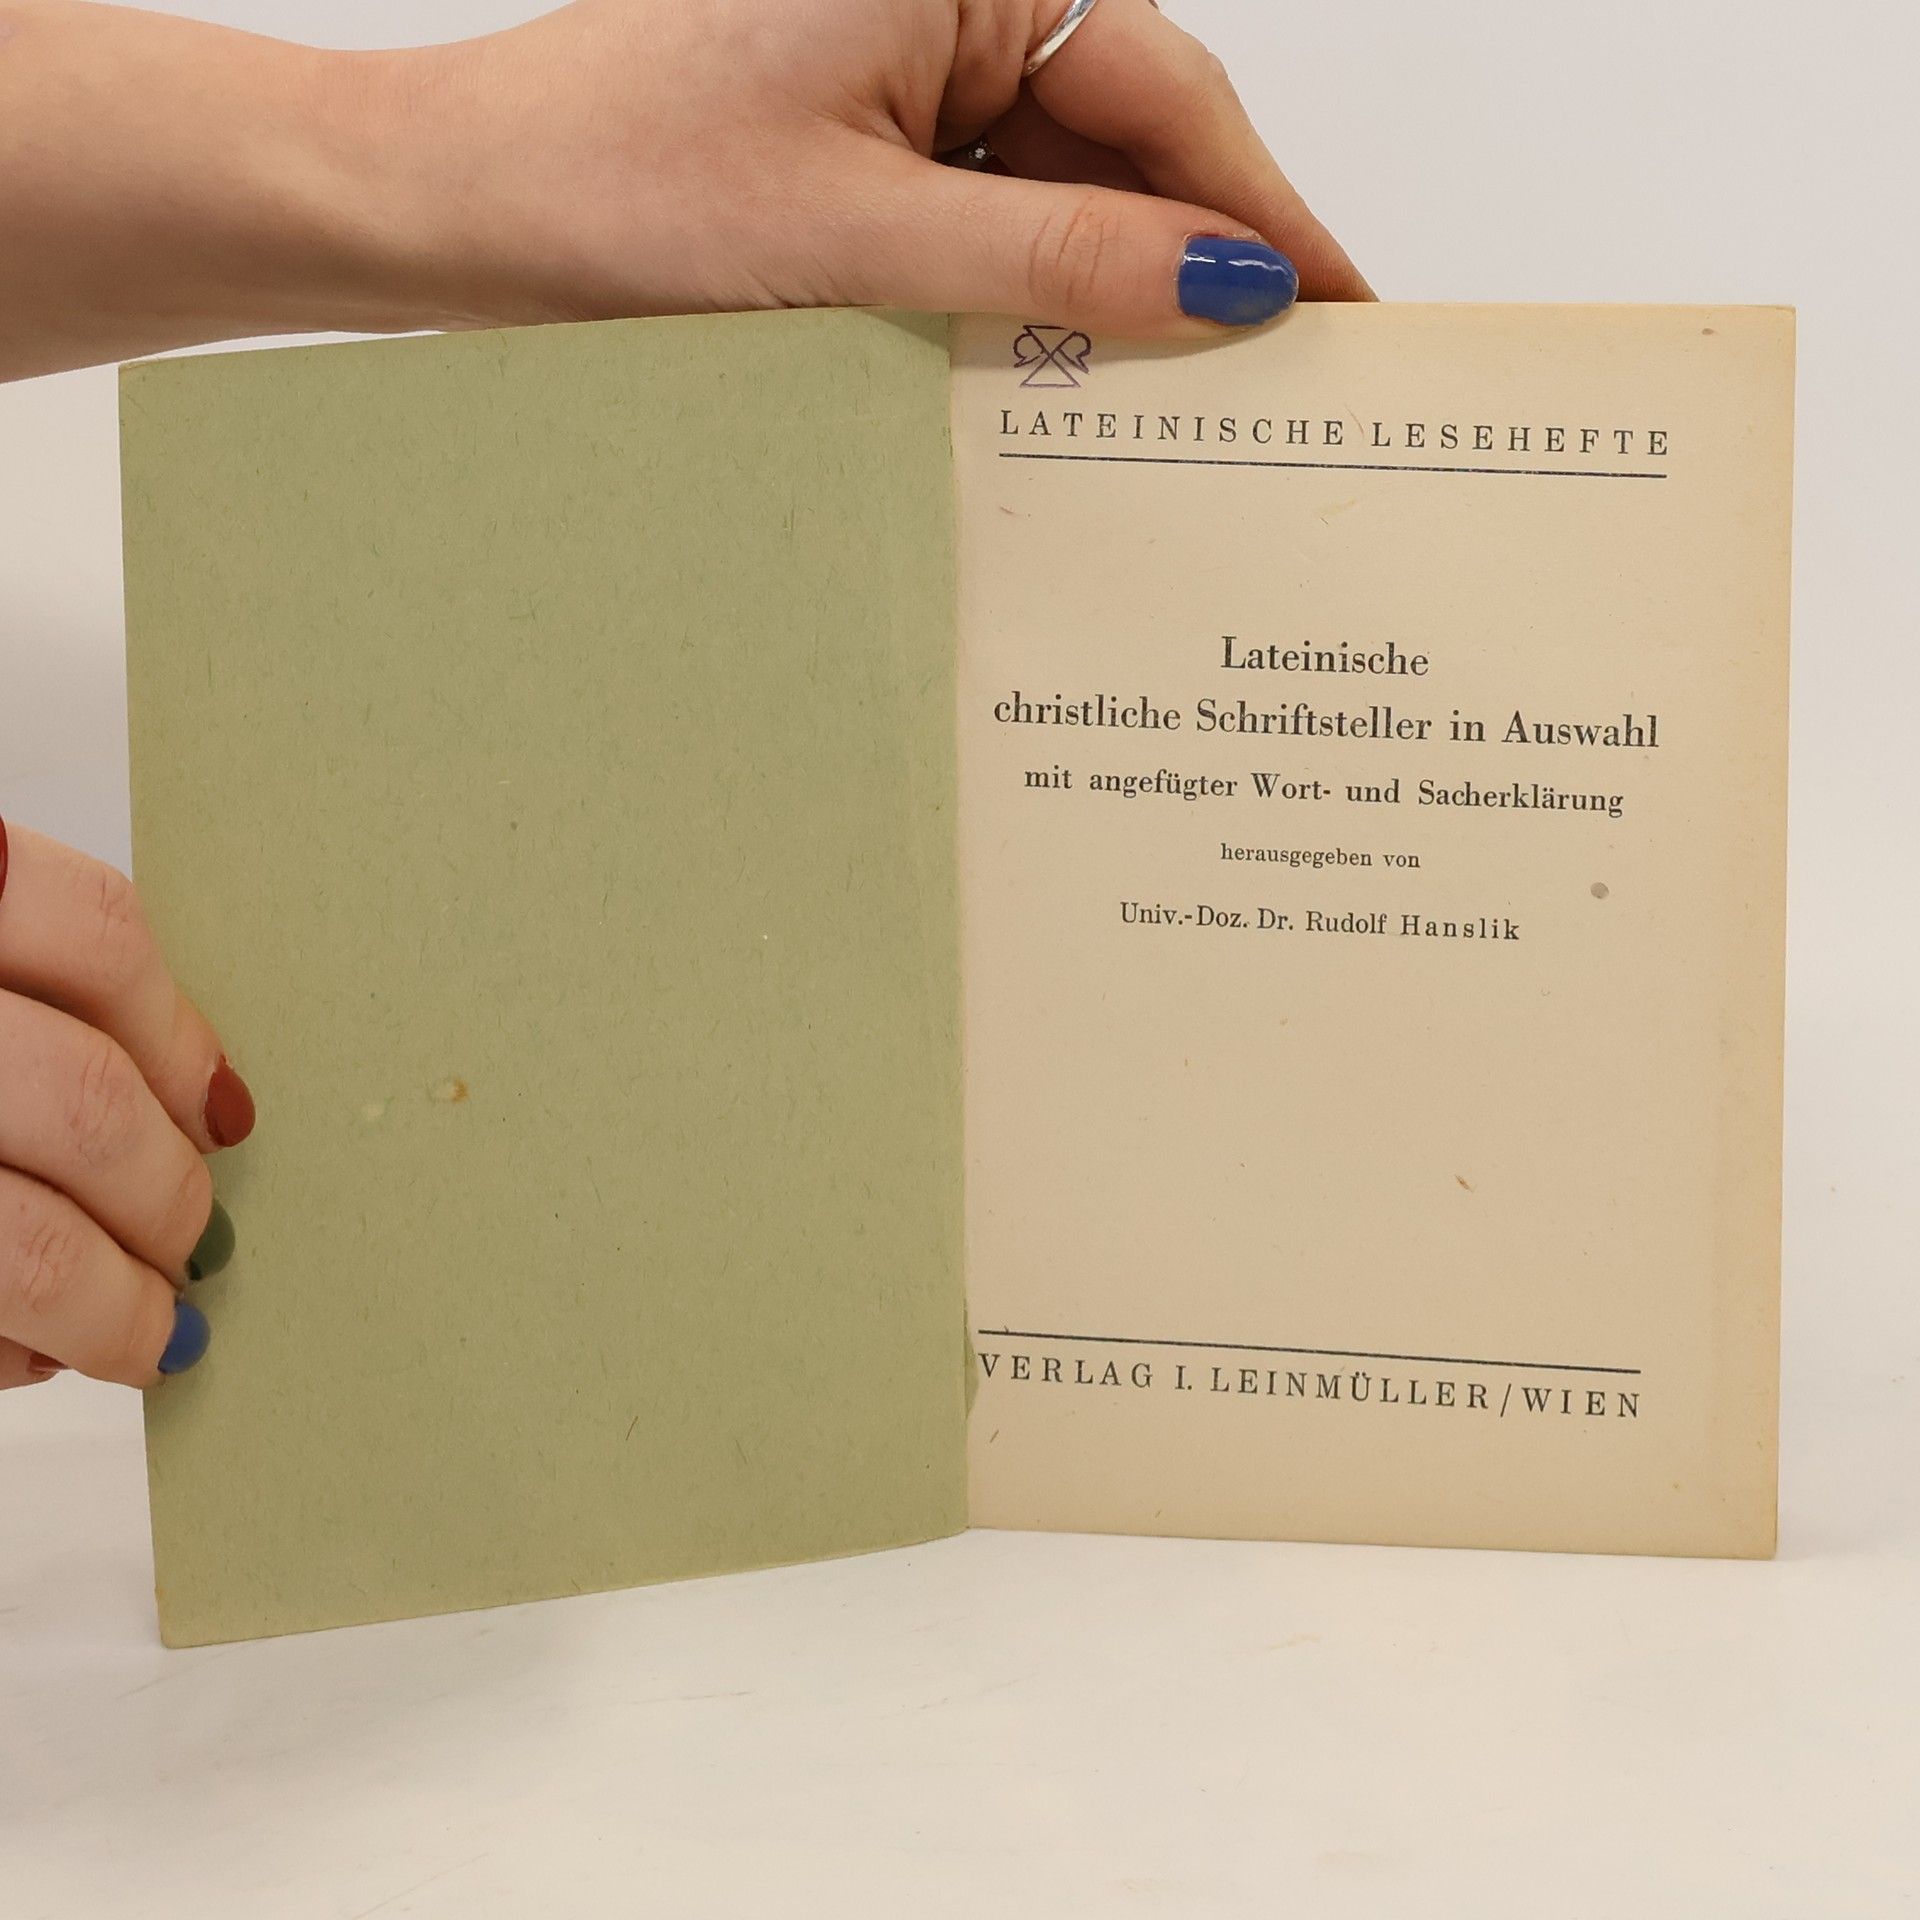 LATEINISCHE LESEHEFTE
Lateinische
christliche Schriftsteller in Auswahl
mit angefügter Wort- und Sacherklärung
herausgegeben von
Univ.-Doz. Dr. Rudolf Hanslik
VERLAG I. LEINMÜLLER/WIEN